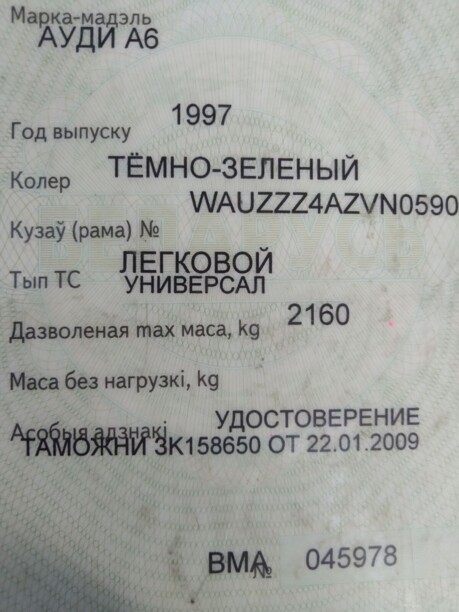 Марка-мадэль
АУДИ А6
1997
Год выпуску
ТЁМНО-ЗЕЛЕНЫЙ
Колер
WAUZZZ4AZVN0590
Кузаў (рама) №
ЛЕГКОВОЙ
Тып ТС УНИВЕРСАЛ
2160
Дазволеная max маса, kg
Маса без нагрузкі, kg
УДОСТОВЕРЕНИЕ
Асобыя адзнакі
ТАМОЖНИ 3К158650 ОТ 22.01.2009
ВМА № 045978